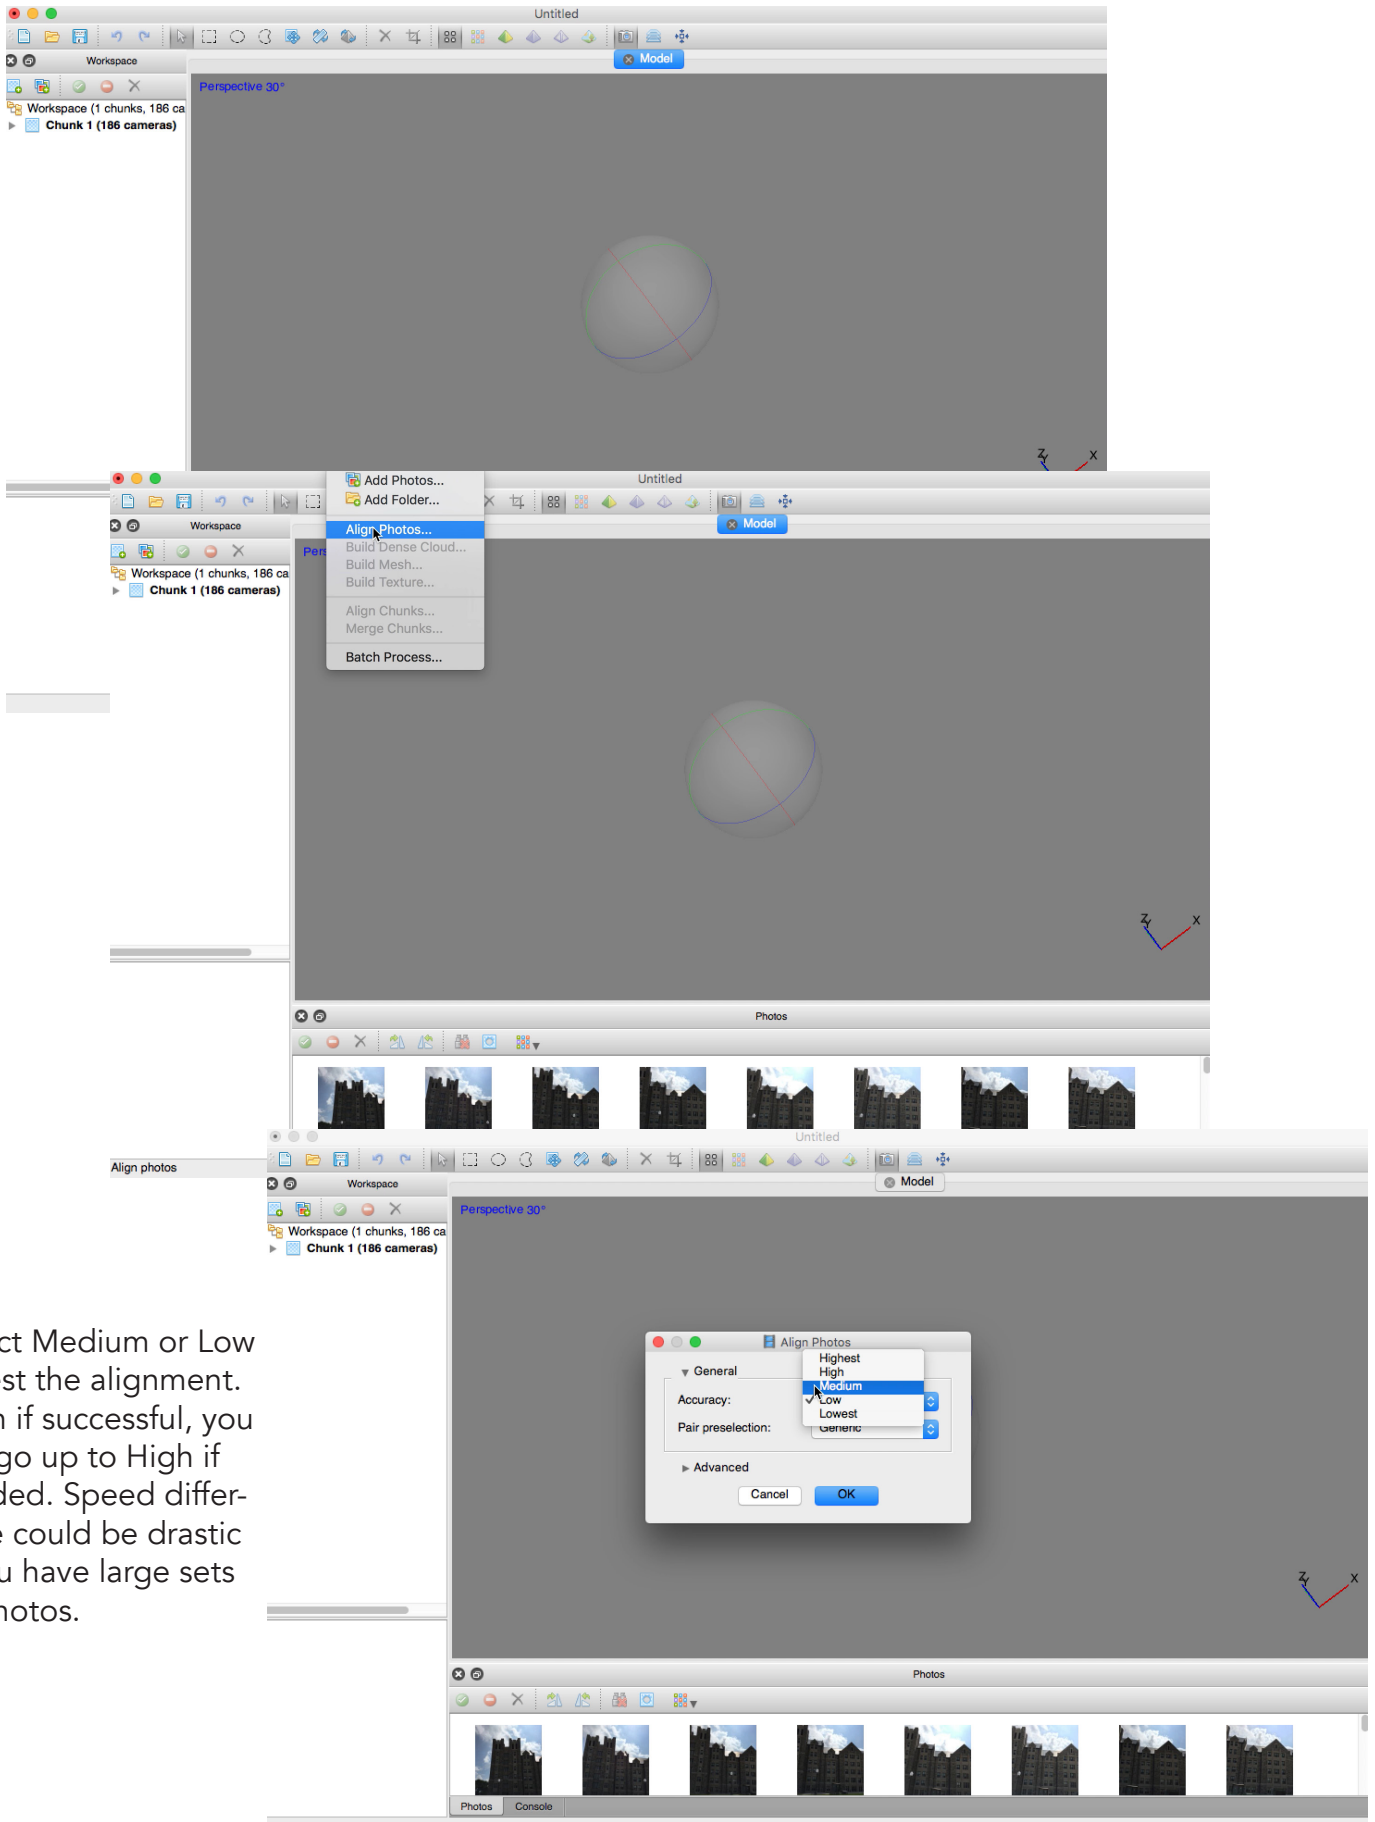 Untitled
Workspace
Model
Workspace (1 chunks, 186 ca
Chunk 1 (186 cameras)
Perspective 30°
Z
Y
X
Untitled
Add Photos...
Add Folder...
Align Photos...
Build Dense Cloud...
Build Mesh...
Build Texture...
Align Chunks...
Merge Chunks...
Batch Process...
Workspace
Model
Workspace (1 chunks, 186 ca
Chunk 1 (186 cameras)
Pers
Z
Y
X
Photos
Align photos
Untitled
Workspace
Model
Workspace (1 chunks, 186 ca
Chunk 1 (186 cameras)
Perspective 30°
Align Photos
General
Accuracy:
Highest
High
Medium
Low
Lowest
Pair preselection:
Generic
Advanced
Cancel
OK
Z
Y
X
Photos
Photos
Console
ct Medium or Low
est the alignment.
n if successful, you
go up to High if
ded. Speed differ-
e could be drastic
u have large sets
hotos.